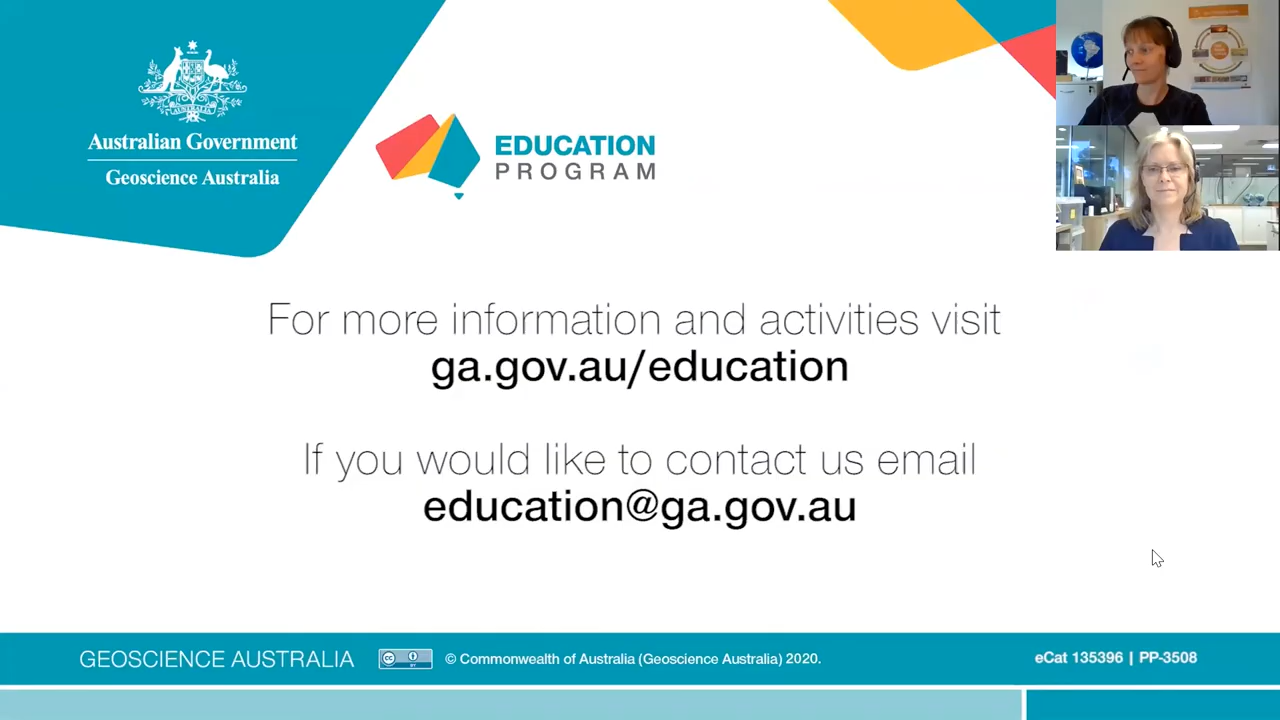 Australian Government
Geoscience Australia
EDUCATION
PROGRAM
For more information and activities visit
ga.gov.au/education
If you would like to contact us email
education@ga.gov.au
GEOSCIENCE AUSTRALIA
cc
BY
© Commonwealth of Australia (Geoscience Australia) 2020.
eCat 135396 | PP-3508